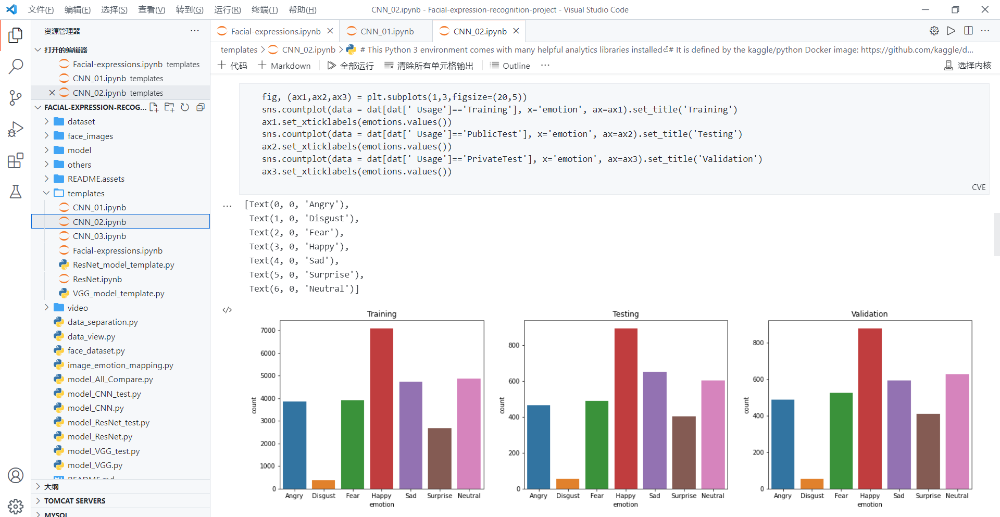 文件(F) 编辑(E) 选择(S) 查看(V) 转到(G) 运行(R) 终端(T) 帮助(H) CNN_02.ipynb - Facial-expression-recognition-project - Visual Studio Code
资源管理器
打开的编辑器
Facial-expressions.ipynb templates
CNN_01.ipynb templates
CNN_02.ipynb templates
FACIAL-EXPRESSION-RECOG...
dataset
face_images
model
others
README.assets
templates
CNN_01.ipynb
CNN_02.ipynb
CNN_03.ipynb
Facial-expressions.ipynb
ResNet_model_template.py
ResNet.ipynb
VGG_model_template.py
video
data_separation.py
data_view.py
face_dataset.py
image_emotion_mapping.py
model_All_Compare.py
model_CNN_test.py
model_CNN.py
model_ResNet_test.py
model_ResNet.py
model_VGG_test.py
model_VGG.py
README.md
大纲
TOMCAT SERVERS
MYSQL
Facial-expressions.ipynb CNN_01.ipynb CNN_02.ipynb
templates > CNN_02.ipynb > # This Python 3 environment comes with many helpful analytics libraries installed⏎# It is defined by the kaggle/python Docker image: https://github.com/kaggle/d...
代码 Markdown 全部运行 清除所有单元格输出 Outline ··· 选择内核
fig, (ax1,ax2,ax3) = plt.subplots(1,3,figsize=(20,5))
sns.countplot(data = dat[dat[' Usage']=='Training'], x='emotion', ax=ax1).set_title('Training')
ax1.set_xticklabels(emotions.values())
sns.countplot(data = dat[dat[' Usage']=='PublicTest'], x='emotion', ax=ax2).set_title('Testing')
ax2.set_xticklabels(emotions.values())
sns.countplot(data = dat[dat[' Usage']=='PrivateTest'], x='emotion', ax=ax3).set_title('Validation')
ax3.set_xticklabels(emotions.values())
CVE
[Text(0, 0, 'Angry'),
Text(1, 0, 'Disgust'),
Text(2, 0, 'Fear'),
Text(3, 0, 'Happy'),
Text(4, 0, 'Sad'),
Text(5, 0, 'Surprise'),
Text(6, 0, 'Neutral')]
Training
7000
6000
5000
4000
3000
2000
1000
0
count
Angry Disgust Fear Happy Sad Surprise Neutral
emotion
Testing
800
600
400
200
0
count
Angry Disgust Fear Happy Sad Surprise Neutral
emotion
Validation
800
600
400
200
0
count
Angry Disgust Fear Happy Sad Surprise Neutral
emotion